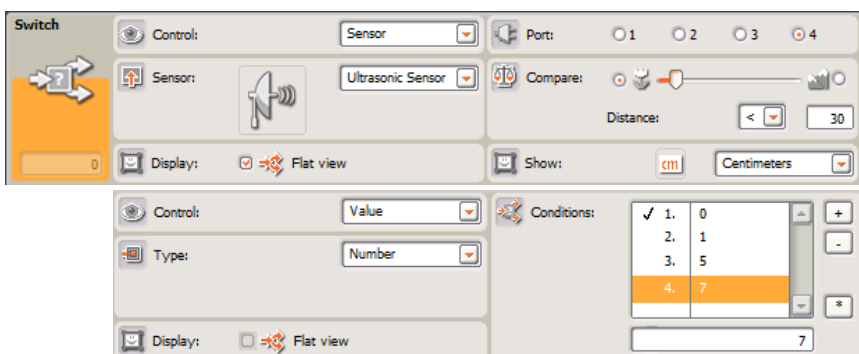 Switch
Control: Sensor Port: 1 2 3 4
Sensor: Ultrasonic Sensor Compare:
Distance: < 30
0 Display: Flat view Show: cm Centimeters
Control: Value Conditions: ✓ 1. 0 +
2. 1 -
Type: Number 3. 5
4. 7
*
Display: Flat view 7